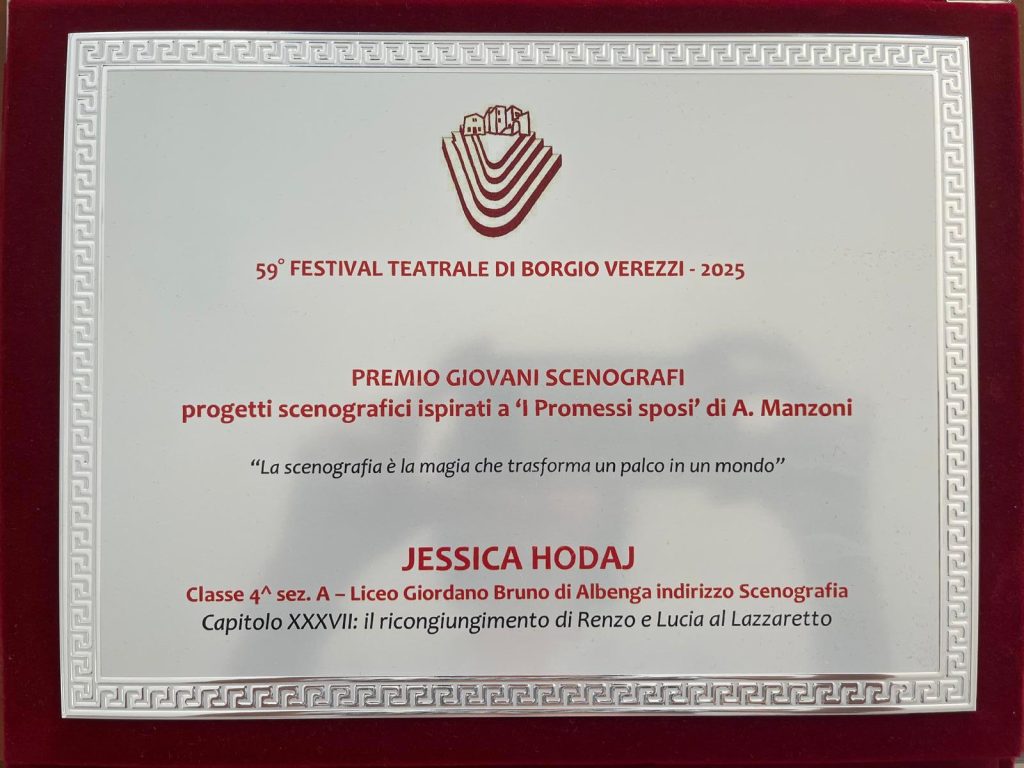 59° FESTIVAL TEATRALE DI BORGIO VEREZZI - 2025
PREMIO GIOVANI SCENOGRAFI
progetti scenografici ispirati a ‘I Promessi sposi’ di A. Manzoni
“La scenografia è la magia che trasforma un palco in un mondo”
JESSICA HODAJ
Classe 4^ sez. A – Liceo Giordano Bruno di Albenga indirizzo Scenografia
Capitolo XXXVII: il ricongiungimento di Renzo e Lucia al Lazzaretto